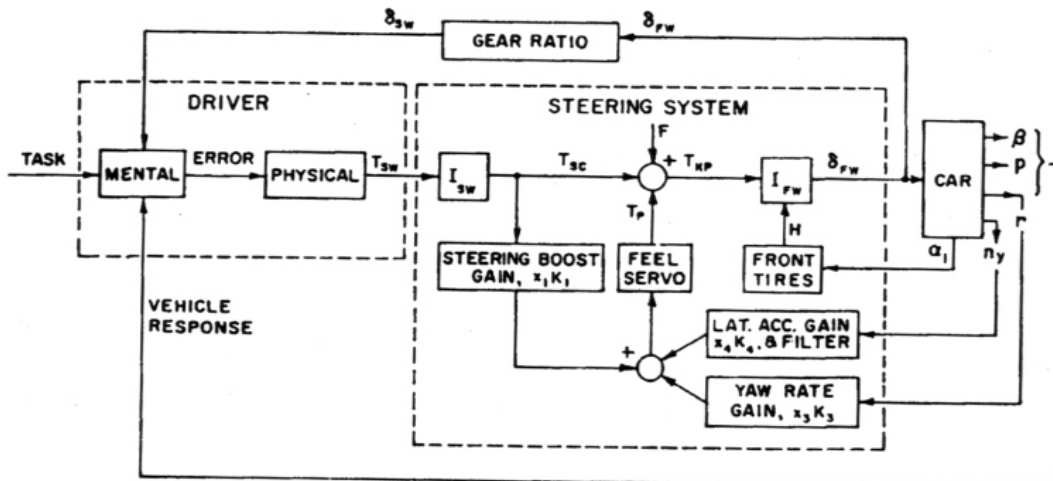 δSW
δFW
GEAR RATIO
DRIVER
STEERING SYSTEM
TASK
MENTAL
ERROR
PHYSICAL
TSW
ISW
TSC
F
+
TKP
IFW
δFW
CAR
β
p
r
ny
α1
TP
H
STEERING BOOST
GAIN, x1K1
FEEL
SERVO
FRONT
TIRES
VEHICLE
RESPONSE
+
LAT. ACC. GAIN
x4K4, & FILTER
YAW RATE
GAIN, x3K3